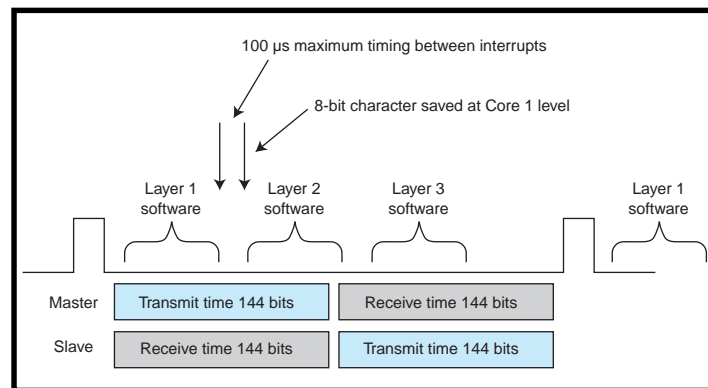 100 µs maximum timing between interrupts
8-bit character saved at Core 1 level
Layer 1
software
Layer 2
software
Layer 3
software
Layer 1
software
Master
Transmit time 144 bits
Receive time 144 bits
Slave
Receive time 144 bits
Transmit time 144 bits